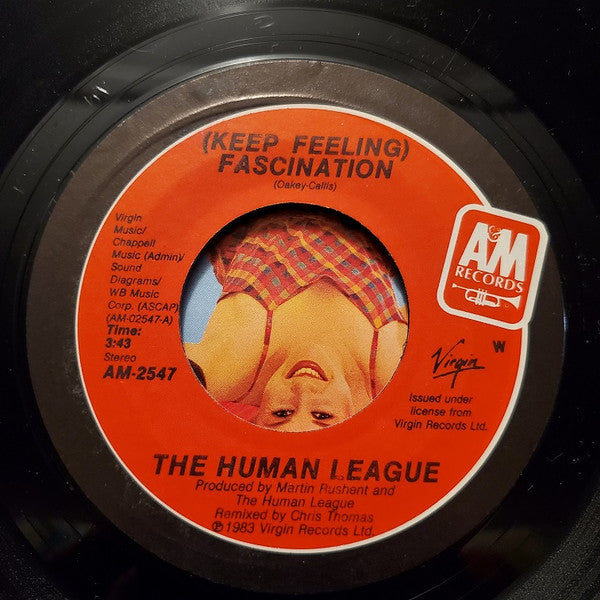 (KEEP FEELING)
FASCINATION
(Oakey-Callis)
Virgin
Music/
Chappell
Music (Admin)/
Sound
Diagrams/
WB Music
Corp. (ASCAP)
(AM-02547-A)
Time:
3:43
Stereo
AM-2547
A&M
RECORDS
Virgin
W
Issued under
license from
Virgin Records Ltd.
THE HUMAN LEAGUE
Produced by Martin Rushent and
The Human League
Remixed by Chris Thomas
℗1983 Virgin Records Ltd.